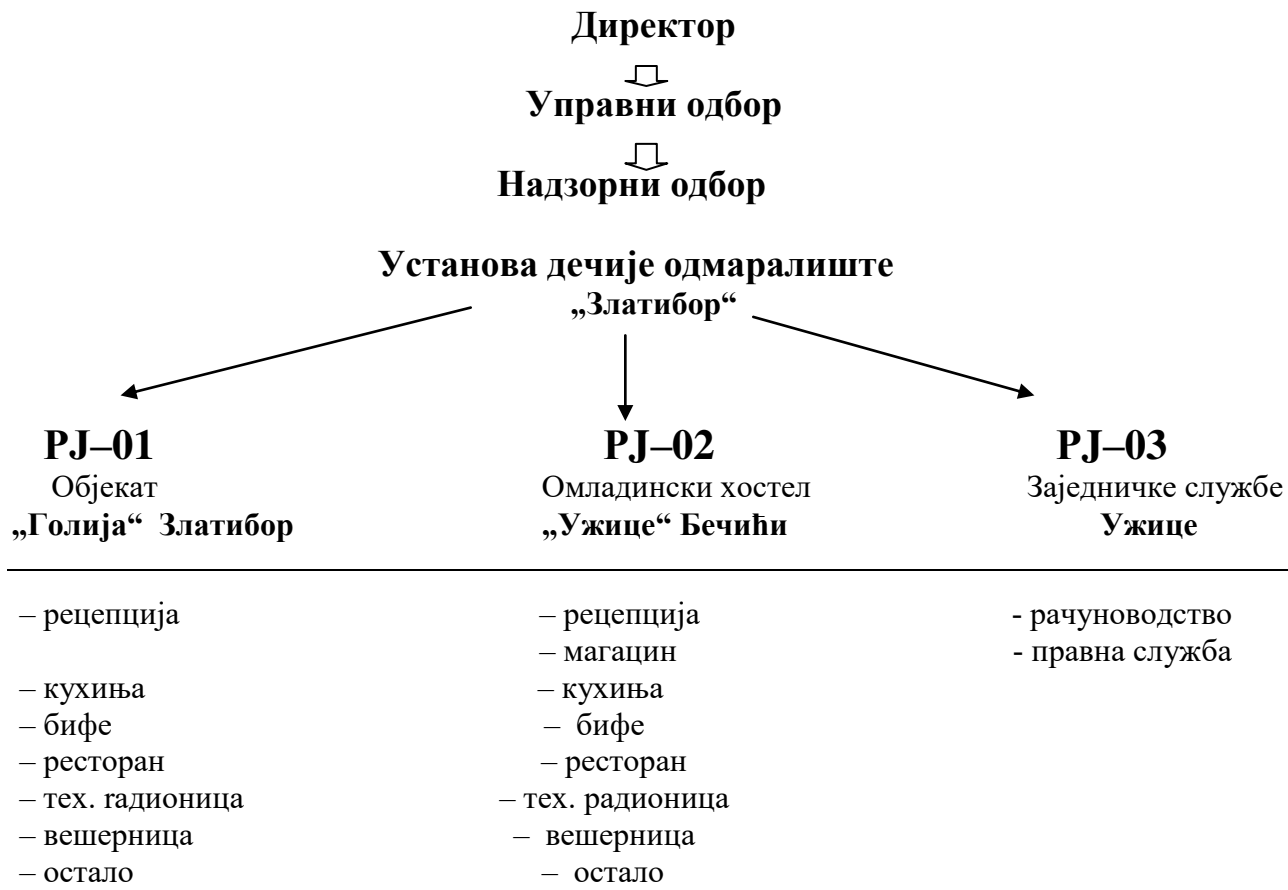 Директор
Управни одбор
Надзорни одбор
Установа дечије одмаралиште
„Златибор“
РЈ–01 РЈ–02 РЈ–03
Објекат Омладински хостел Заједничке службе
„Голија“ Златибор „Ужице“ Бечићи Ужице
– рецепција – рецепција - рачуноводство
– магацин - правна служба
– кухиња – кухиња
– бифе – бифе
– ресторан – ресторан
– тех. rадионица – тех. радионица
– вешерница – вешерница
– остало – остало